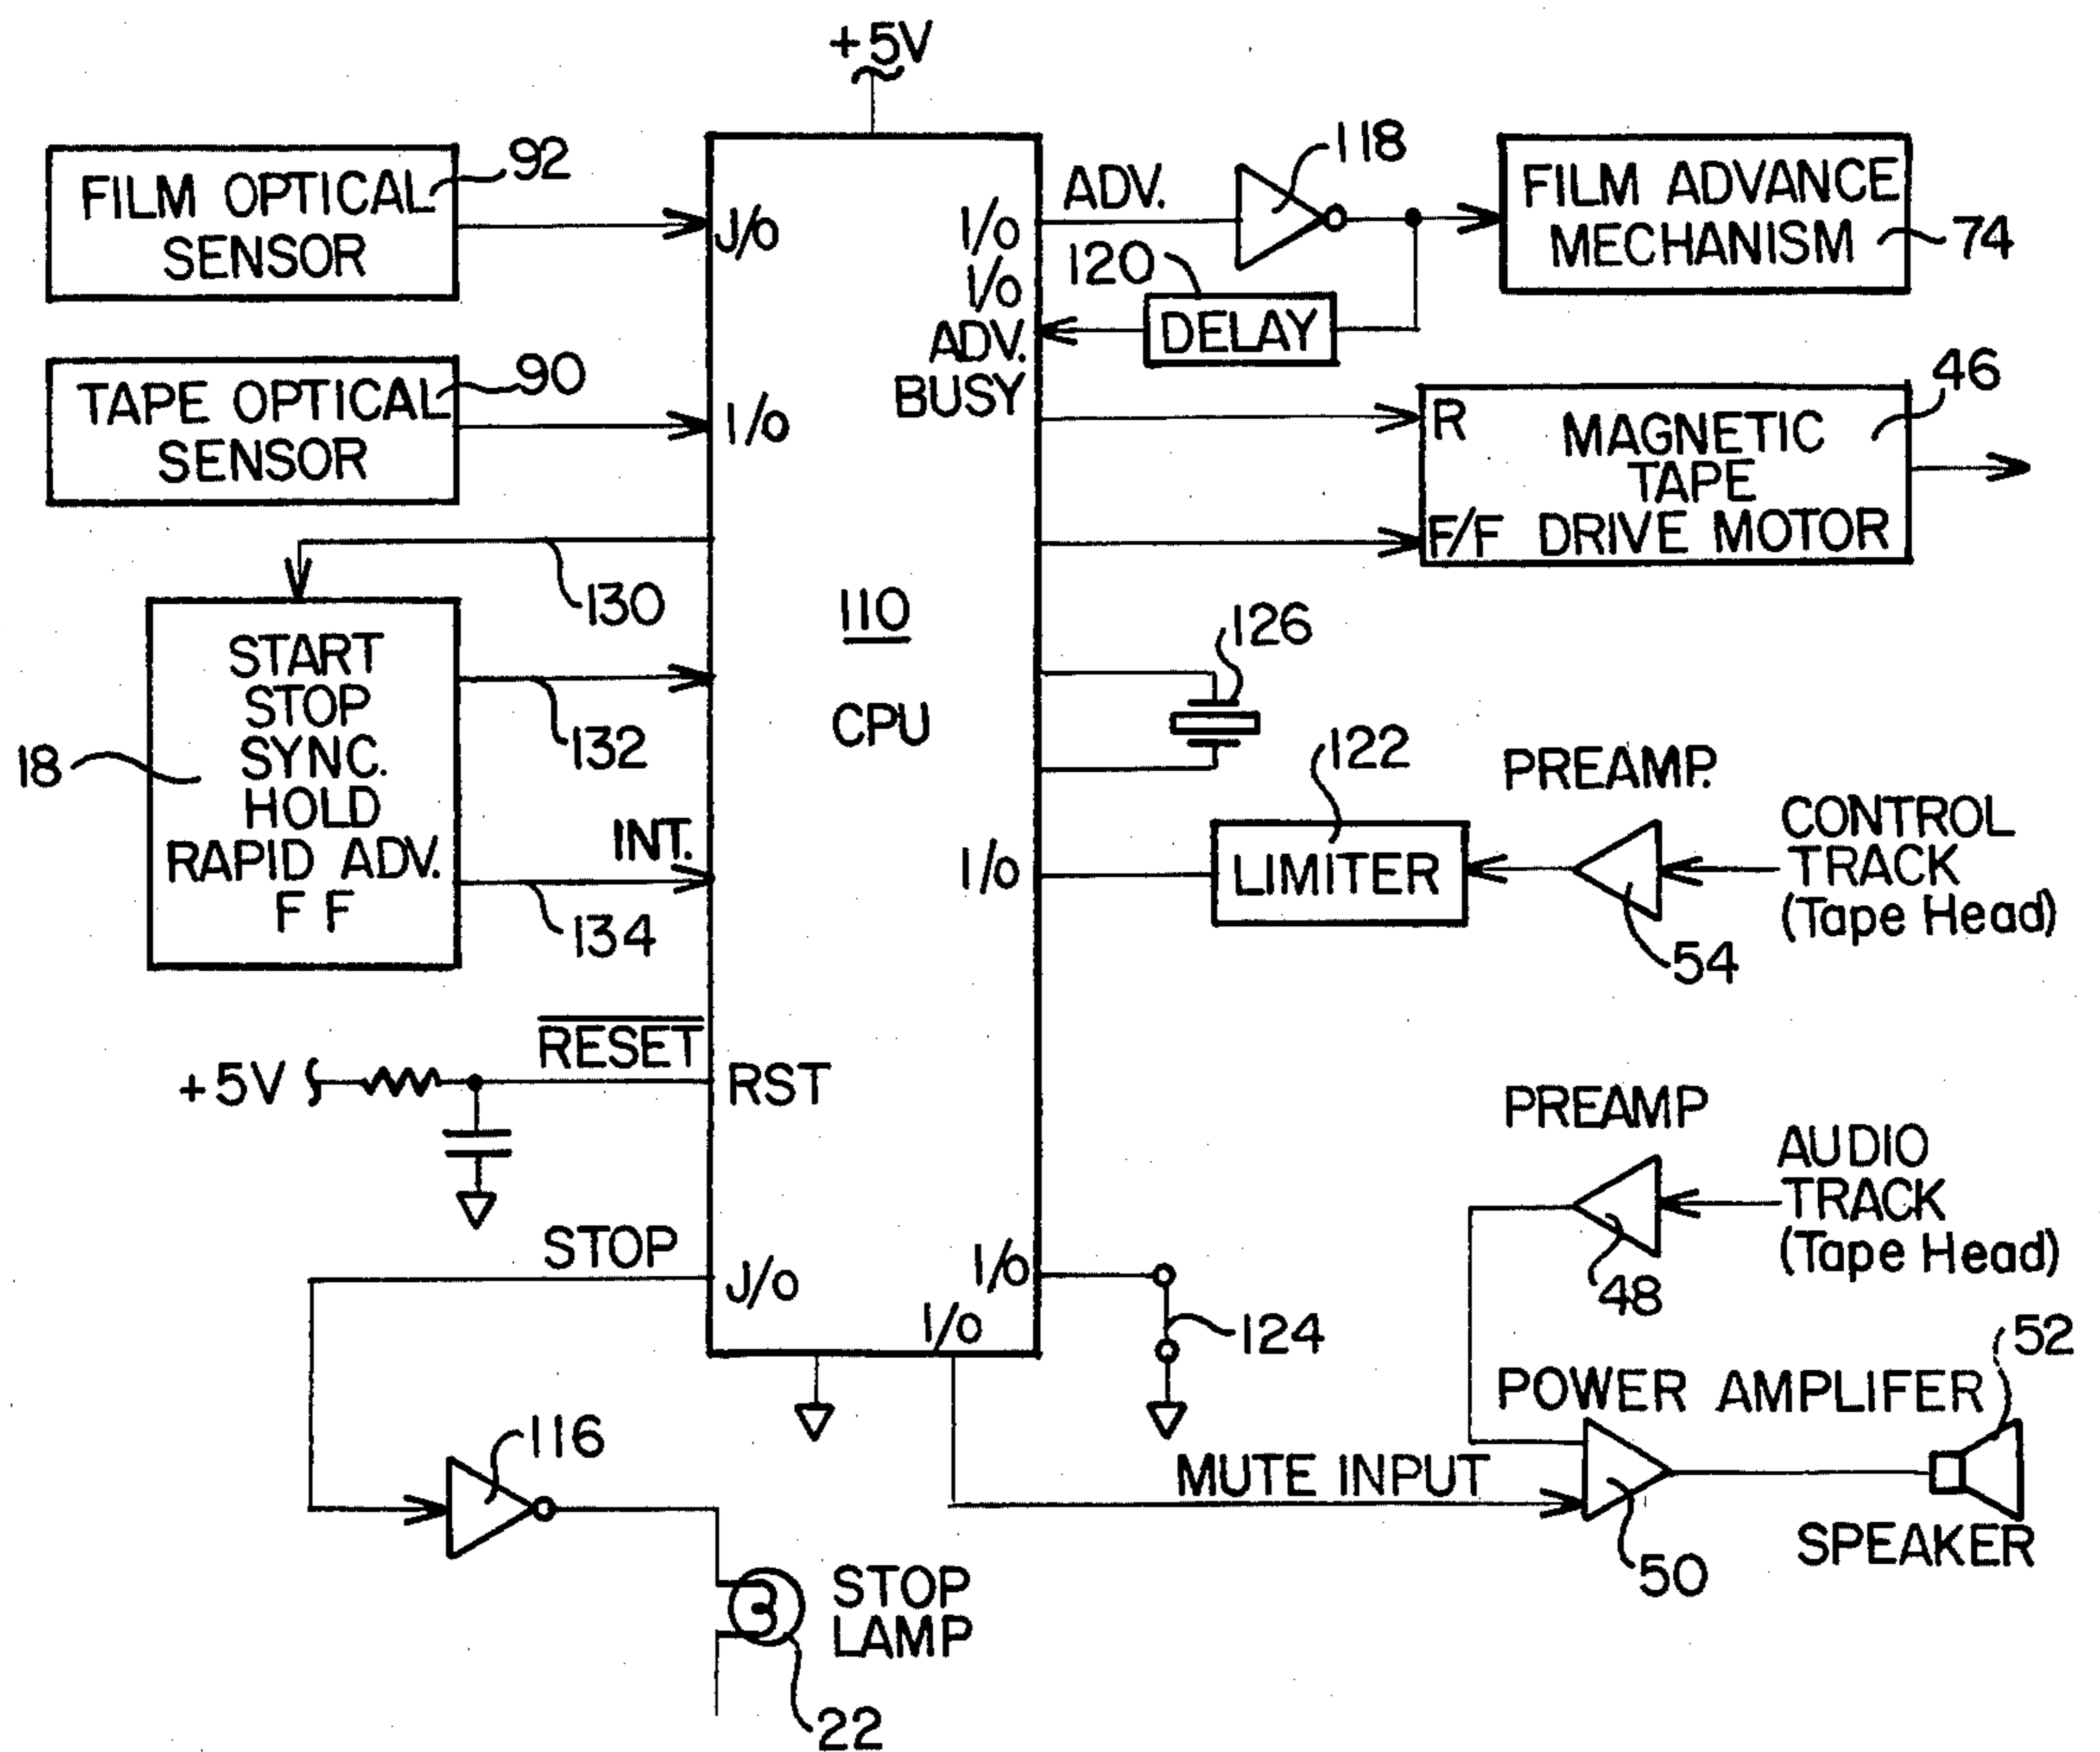 +5V
FILM OPTICAL
SENSOR
92
J/O
I/O
I/O
ADV.
BUSY
ADV.
118
120
DELAY
FILM ADVANCE
MECHANISM
74
TAPE OPTICAL
SENSOR
90
I/O
R
F/F
MAGNETIC
TAPE
DRIVE MOTOR
46
130
START
STOP
SYNC.
HOLD
RAPID ADV.
F F
18
132
INT.
134
110
CPU
126
I/O
122
LIMITER
PREAMP.
54
CONTROL
TRACK
(Tape Head)
RESET
+5V
RST
STOP
J/O
I/O
I/O
124
PREAMP
48
AUDIO
TRACK
(Tape Head)
116
STOP
LAMP
22
MUTE INPUT
POWER AMPLIFER
50
52
SPEAKER